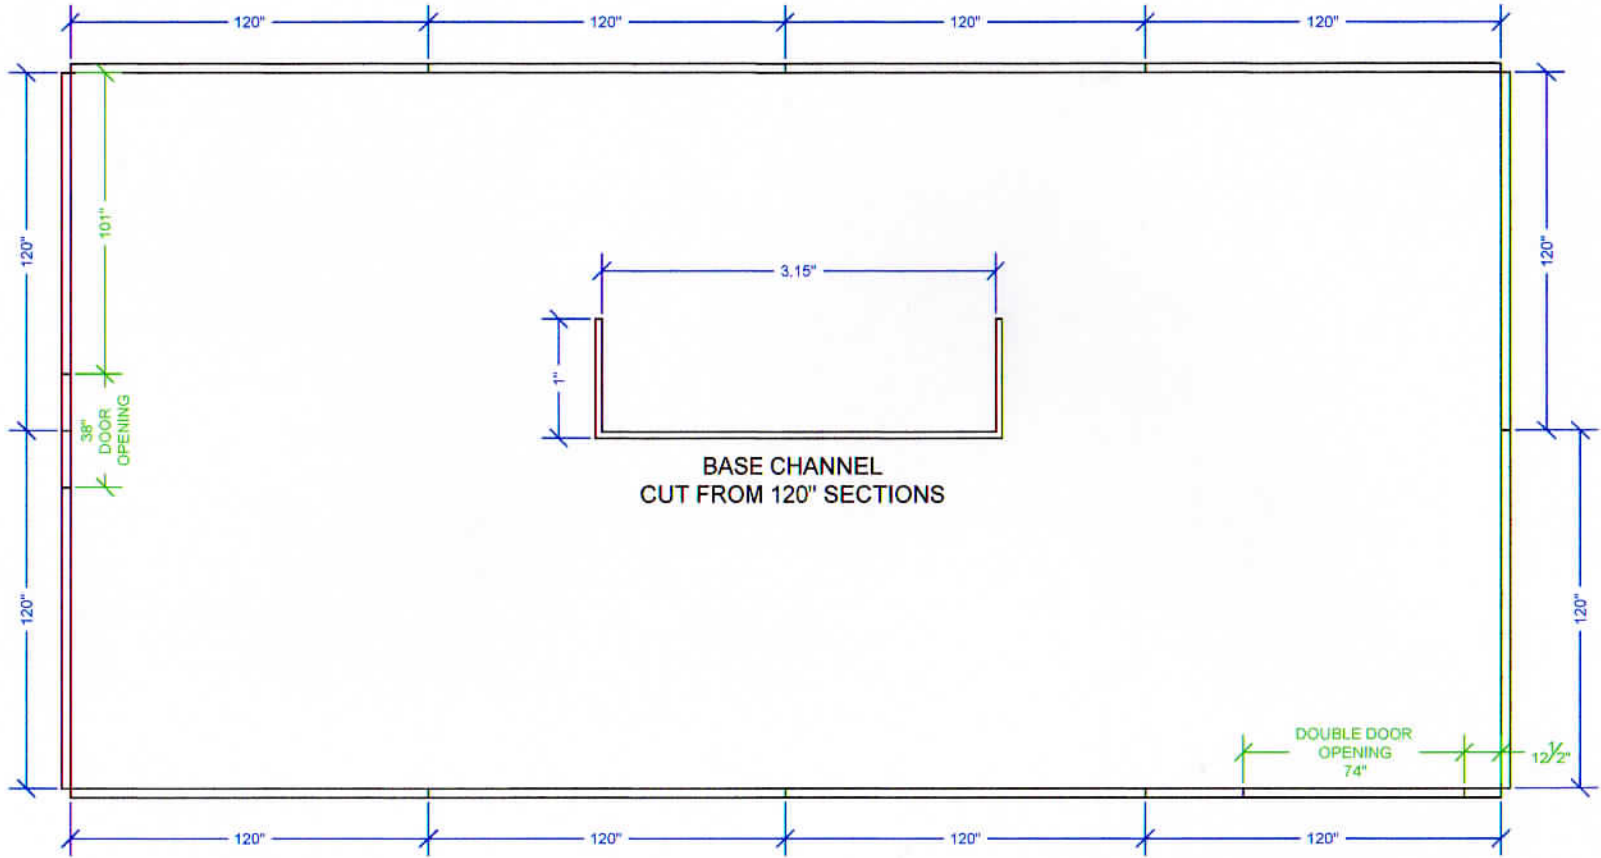 120" 120" 120" 120"
101"
120"
120"
3.15"
1"
38"
DOOR
OPENING
BASE CHANNEL
CUT FROM 120" SECTIONS
120"
120"
DOUBLE DOOR
OPENING
74"
12 1/2"
120" 120" 120" 120"